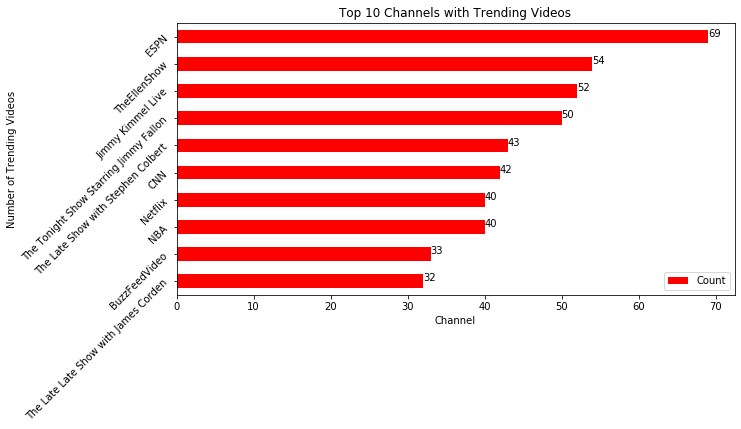 Top 10 Channels with Trending Videos
Number of Trending Videos
ESPN
69
TheEllenShow
54
Jimmy Kimmel Live
52
The Tonight Show Starring Jimmy Fallon
50
The Late Show with Stephen Colbert
43
CNN
42
Netflix
40
NBA
40
BuzzFeedVideo
33
The Late Late Show with James Corden
32
Count
0 10 20 30 40 50 60 70
Channel